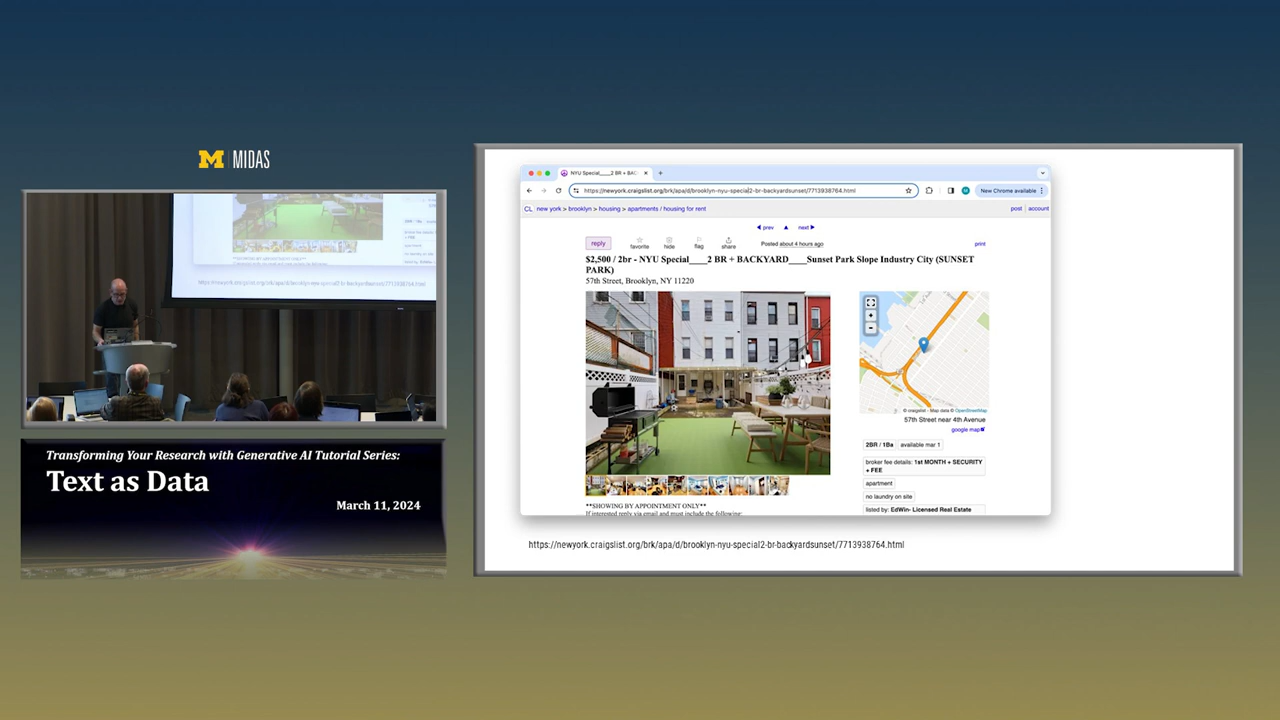 M | MIDAS
Transforming Your Research with Generative AI Tutorial Series:
Text as Data
March 11, 2024
NYU Special____2 BR + BAC
https://newyork.craigslist.org/brk/apa/d/brooklyn-nyu-special2-br-backyardsunset/7713938764.html
New Chrome available
CL new york > brooklyn > housing > apartments / housing for rent
post account
prev ▲ next
reply
favorite
hide
flag
share
Posted about 4 hours ago
print
$2,500 / 2br - NYU Special____2 BR + BACKYARD____Sunset Park Slope Industry City (SUNSET
PARK)
57th Street, Brooklyn, NY 11220
+
-
© craigslist - Map data © OpenStreetMap
57th Street near 4th Avenue
google map
2BR / 1Ba available mar 1
broker fee details: 1st MONTH + SECURITY
+ FEE
apartment
no laundry on site
listed by: EdWin- Licensed Real Estate
**SHOWING BY APPOINTMENT ONLY**
If interested reply via email and must include the following:
https://newyork.craigslist.org/brk/apa/d/brooklyn-nyu-special2-br-backyardsunset/7713938764.html